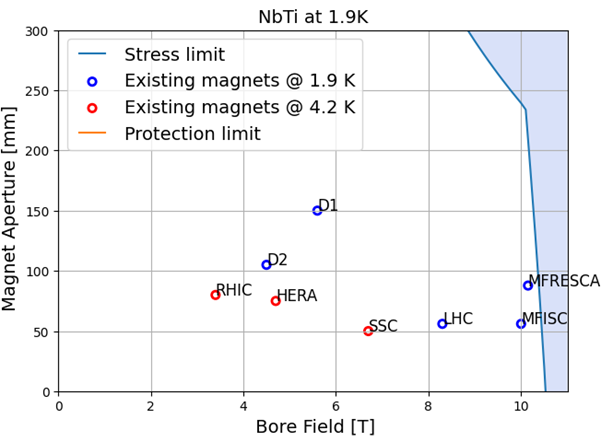 NbTi at 1.9K
Stress limit
Existing magnets @ 1.9 K
Existing magnets @ 4.2 K
Protection limit
Magnet Aperture [mm]
300
250
200
150
100
50
0
D1
D2
RHIC
HERA
SSC
LHC
MFRESCA
MFISC
0 2 4 6 8 10
Bore Field [T]